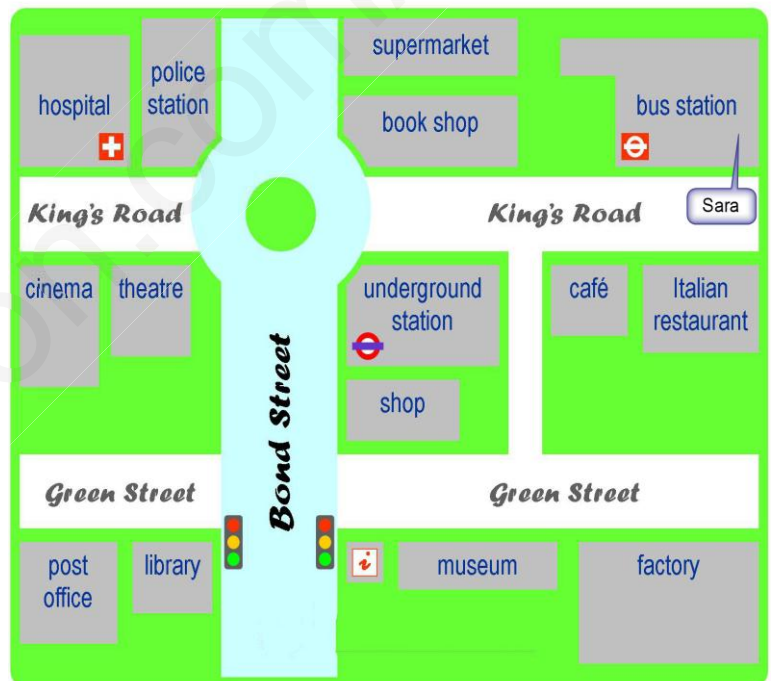 supermarket
police
station
hospital
book shop
bus station
King's Road
King's Road
Sara
cinema
theatre
underground
station
café
Italian
restaurant
shop
Bond Street
Green Street
Green Street
post
office
library
i
museum
factory